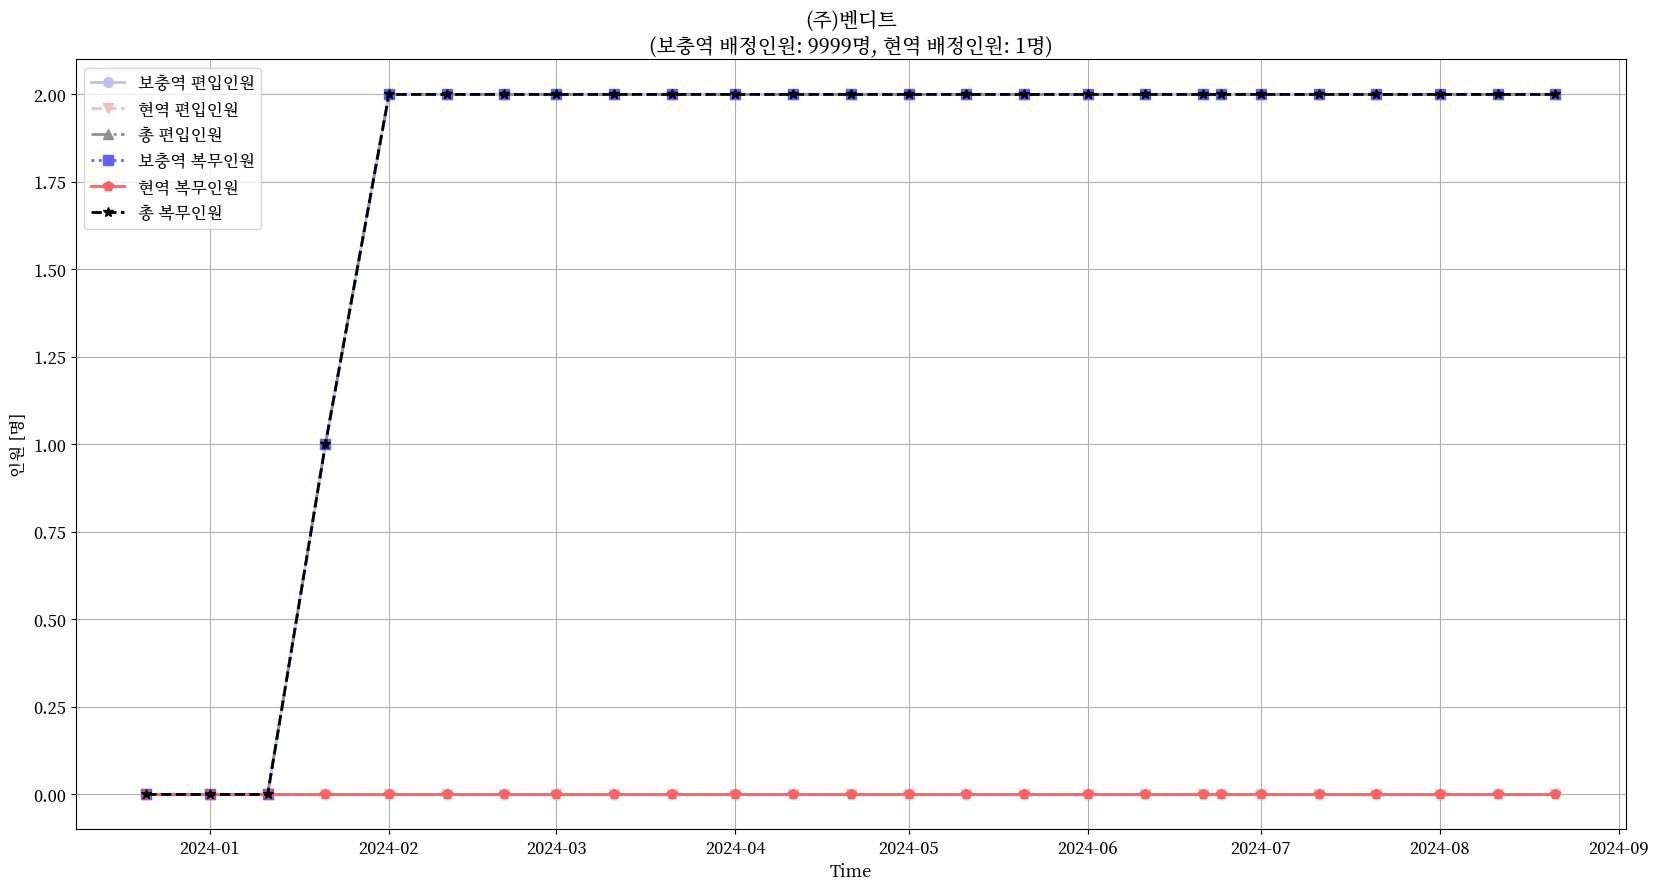 (주)벤디트
(보충역 배정인원: 9999명, 현역 배정인원: 1명)
보충역 편입인원
현역 편입인원
총 편입인원
보충역 복무인원
현역 복무인원
총 복무인원
2.00
1.75
1.50
1.25
1.00
0.75
0.50
0.25
0.00
인원 [명]
2024-01 2024-02 2024-03 2024-04 2024-05 2024-06 2024-07 2024-08 2024-09
Time